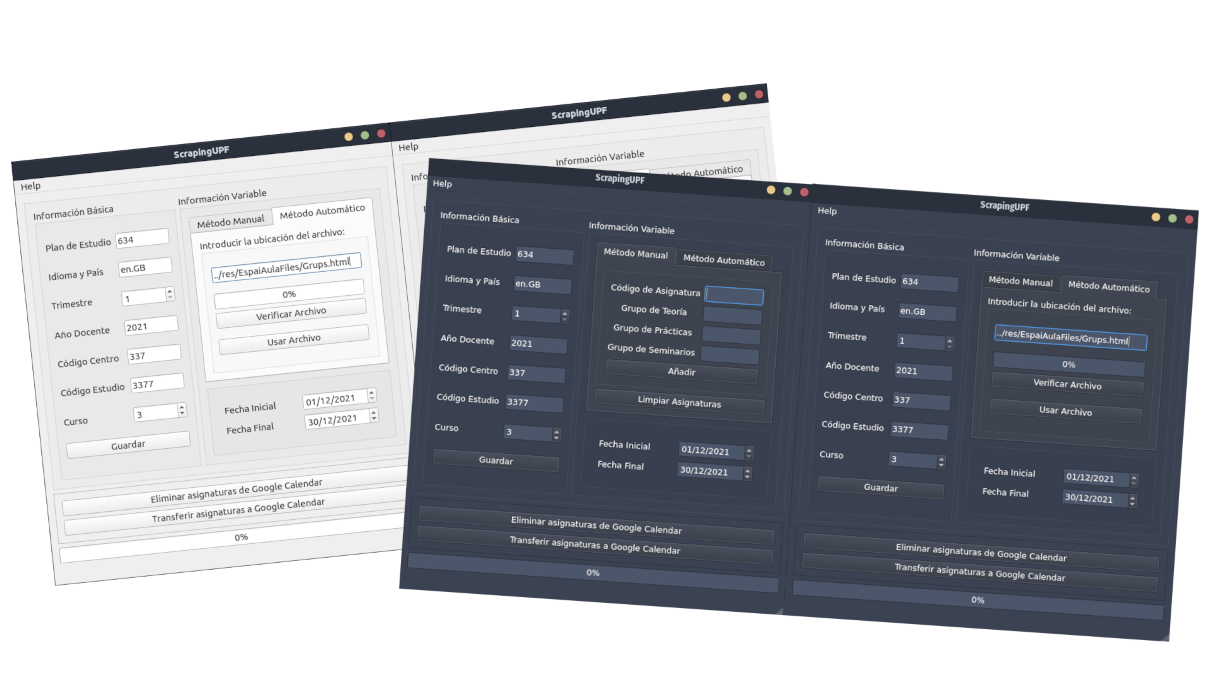 ScrapingUPF
Help
Información Básica
Plan de Estudio 634
Idioma y País en.GB
Trimestre 1
Año Docente 2021
Código Centro 337
Código Estudio 3377
Curso 3
Guardar
Información Variable
Método Manual Método Automático
Introducir la ubicación del archivo:
../res/EspaiAulaFiles/Grups.html
0%
Verificar Archivo
Usar Archivo
Fecha Inicial 01/12/2021
Fecha Final 30/12/2021
Eliminar asignaturas de Google Calendar
Transferir asignaturas a Google Calendar
0%
ScrapingUPF
Help
Información Variable
Automático
ScrapingUPF
Help
Información Básica
Plan de Estudio 634
Idioma y País en.GB
Trimestre 1
Año Docente 2021
Código Centro 337
Código Estudio 3377
Curso 3
Guardar
Información Variable
Método Manual Método Automático
Código de Asignatura
Grupo de Teoría
Grupo de Prácticas
Grupo de Seminarios
Añadir
Limpiar Asignaturas
Fecha Inicial 01/12/2021
Fecha Final 30/12/2021
Eliminar asignaturas de Google Calendar
Transferir asignaturas a Google Calendar
0%
ScrapingUPF
Help
Información Básica
Plan de Estudio 634
Idioma y País en.GB
Trimestre 1
Año Docente 2021
Código Centro 337
Código Estudio 3377
Curso 3
Guardar
Información Variable
Método Manual Método Automático
Introducir la ubicación del archivo:
../res/EspaiAulaFiles/Grups.html
0%
Verificar Archivo
Usar Archivo
Fecha Inicial 01/12/2021
Fecha Final 30/12/2021
Eliminar asignaturas de Google Calendar
Transferir asignaturas a Google Calendar
0%